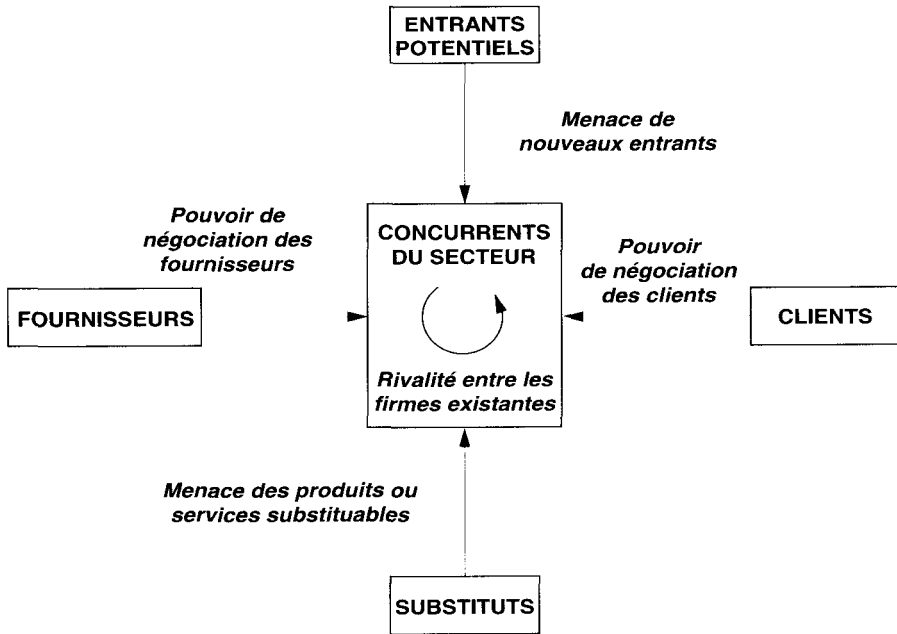 ENTRANTS
POTENTIELS
Menace de
nouveaux entrants
Pouvoir de
négociation des
fournisseurs
CONCURRENTS
DU SECTEUR
Pouvoir
de négociation
des clients
FOURNISSEURS
CLIENTS
Rivalité entre les
firmes existantes
Menace des produits ou
services substituables
SUBSTITUTS